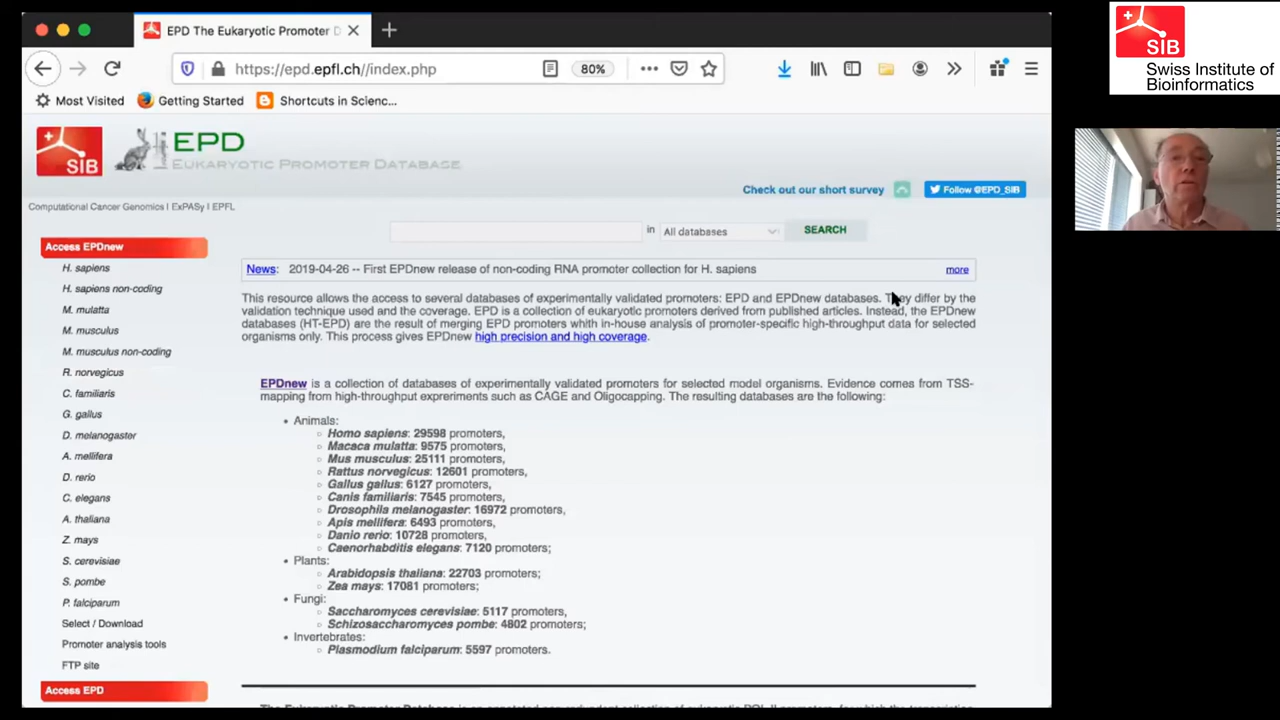 EPD The Eukaryotic Promoter D
https://epd.epfl.ch//index.php
80%
Most Visited
Getting Started
Shortcuts in Scienc...
SIB
EPD
EUKARYOTIC PROMOTER DATABASE
Check out our short survey
Follow @EPD_SIB
Computational Cancer Genomics | ExPASy | EPFL
in
All databases
SEARCH
Access EPDnew
H. sapiens
H. sapiens non-coding
M. mulatta
M. musculus
M. musculus non-coding
R. norvegicus
C. familiaris
G. gallus
D. melanogaster
A. mellifera
D. rerio
C. elegans
A. thaliana
Z. mays
S. cerevisiae
S. pombe
P. falciparum
Select / Download
Promoter analysis tools
FTP site
Access EPD
News: 2019-04-26 -- First EPDnew release of non-coding RNA promoter collection for H. sapiens
more
This resource allows the access to several databases of experimentally validated promoters: EPD and EPDnew databases. They differ by the
validation technique used and the coverage. EPD is a collection of eukaryotic promoters derived from published articles. Instead, the EPDnew
databases (HT-EPD) are the result of merging EPD promoters whith in-house analysis of promoter-specific high-throughput data for selected
organisms only. This process gives EPDnew high precision and high coverage.
EPDnew is a collection of databases of experimentally validated promoters for selected model organisms. Evidence comes from TSS-
mapping from high-throughput expreriments such as CAGE and Oligocapping. The resulting databases are the following:
• Animals:
Homo sapiens: 29598 promoters,
Macaca mulatta: 9575 promoters,
Mus musculus: 25111 promoters,
Rattus norvegicus: 12601 promoters,
Gallus gallus: 6127 promoters,
Canis familiaris: 7545 promoters,
Drosophila melanogaster: 16972 promoters,
Apis mellifera: 6493 promoters,
Danio rerio: 10728 promoters,
Caenorhabditis elegans: 7120 promoters;
• Plants:
Arabidopsis thaliana: 22703 promoters;
Zea mays: 17081 promoters;
• Fungi:
Saccharomyces cerevisiae: 5117 promoters,
Schizosaccharomyces pombe: 4802 promoters;
• Invertebrates:
Plasmodium falciparum: 5597 promoters.
SIB
Swiss Institute of
Bioinformatics